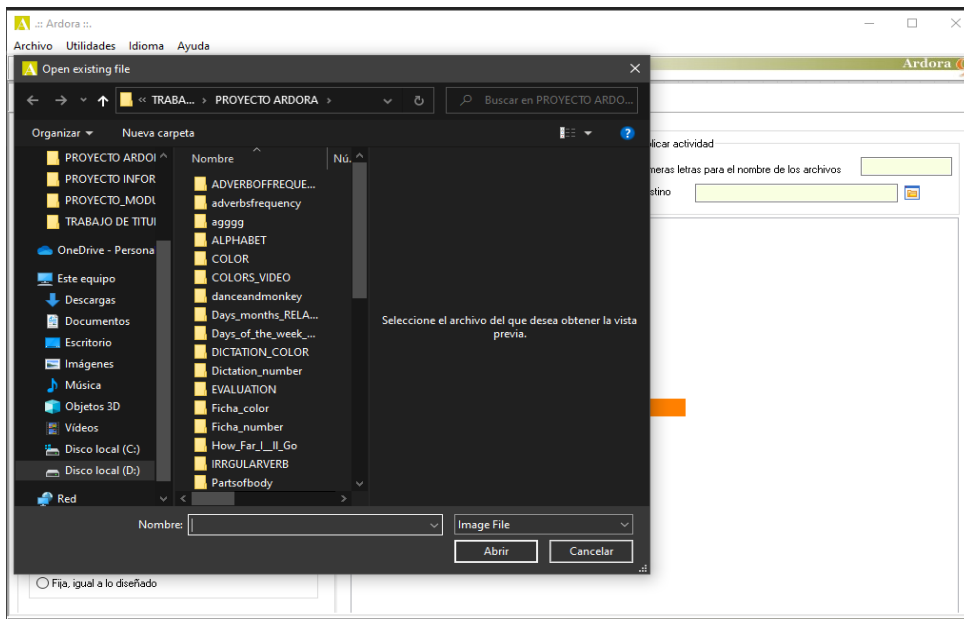 .:: Ardora ::.
Archivo Utilidades Idioma Ayuda
Ardora
Open existing file
« TRABA... › PROYECTO ARDORA ›
Buscar en PROYECTO ARDO...
Organizar
Nueva carpeta
PROYECTO ARDOI
PROYECTO INFOR
PROYECTO_MODU
TRABAJO DE TITUI
OneDrive - Persona
Este equipo
Descargas
Documentos
Escritorio
Imágenes
Música
Objetos 3D
Vídeos
Disco local (C:)
Disco local (D:)
Red
Nombre
Nú.
ADVERBOFFREQUE...
adverbsfrequency
agggg
ALPHABET
COLOR
COLORS_VIDEO
danceandmonkey
Days_months_RELA...
Days_of_the_week_...
DICTATION_COLOR
Dictation_number
EVALUATION
Ficha_color
Ficha_number
How_Far_I__ll_Go
IRRGULARVERB
Partsofbody
Seleccione el archivo del que desea obtener la vista
previa.
Nombre:
Image File
Abrir
Cancelar
licar actividad
meras letras para el nombre de los archivos
stino
Fija, igual a lo diseñado